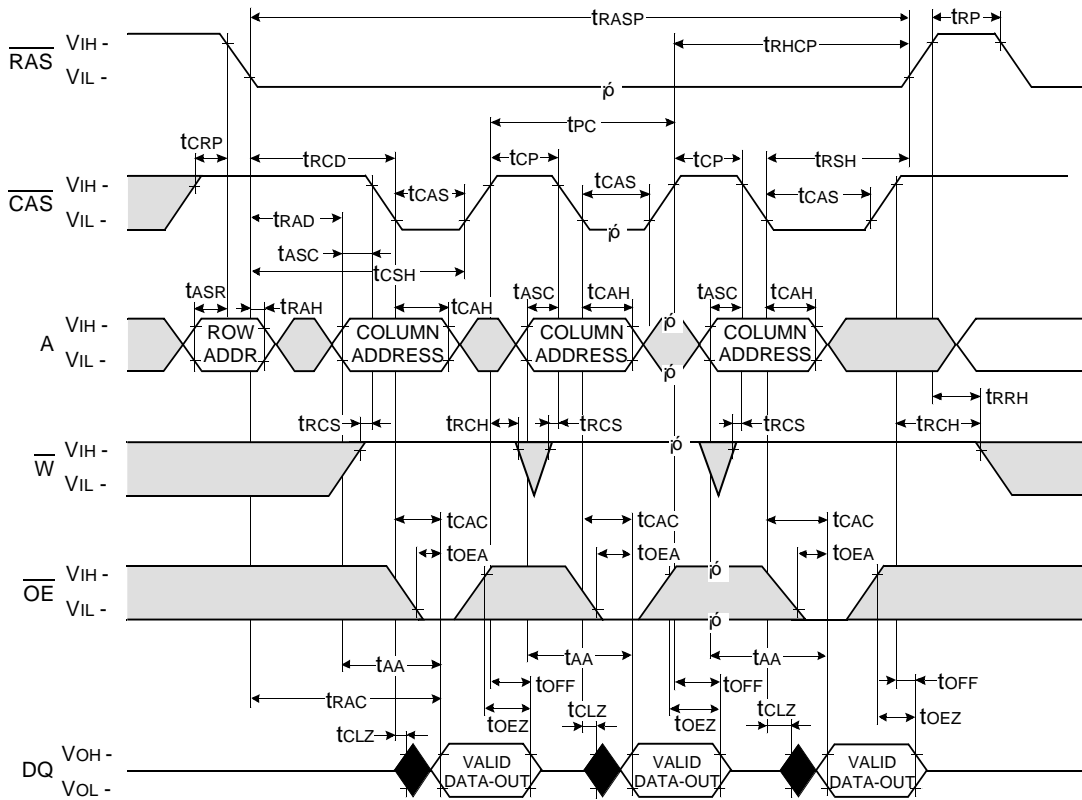 tRASP
tRP
tRHCP
RAS
VIH -
VIL -
¡ó
tCRP
tPC
tRCD
tCP
tCP
tRSH
CAS
VIH -
VIL -
tCAS
tCAS
tCAS
¡ó
tRAD
tASC
tCSH
tASR
tRAH
tCAH
tASC
tCAH
tASC
tCAH
A
VIH -
VIL -
ROW
ADDR
COLUMN
ADDRESS
COLUMN
ADDRESS
¡ó
¡ó
COLUMN
ADDRESS
tRRH
tRCS
tRCH
tRCS
tRCS
tRCH
W
VIH -
VIL -
¡ó
tCAC
tCAC
tCAC
tOEA
tOEA
tOEA
OE
VIH -
VIL -
¡ó
¡ó
tAA
tAA
tAA
tOFF
tOFF
tOFF
tRAC
tOEZ
tCLZ
tOEZ
tCLZ
tOEZ
tCLZ
DQ
VOH -
VOL -
VALID
DATA-OUT
VALID
DATA-OUT
VALID
DATA-OUT